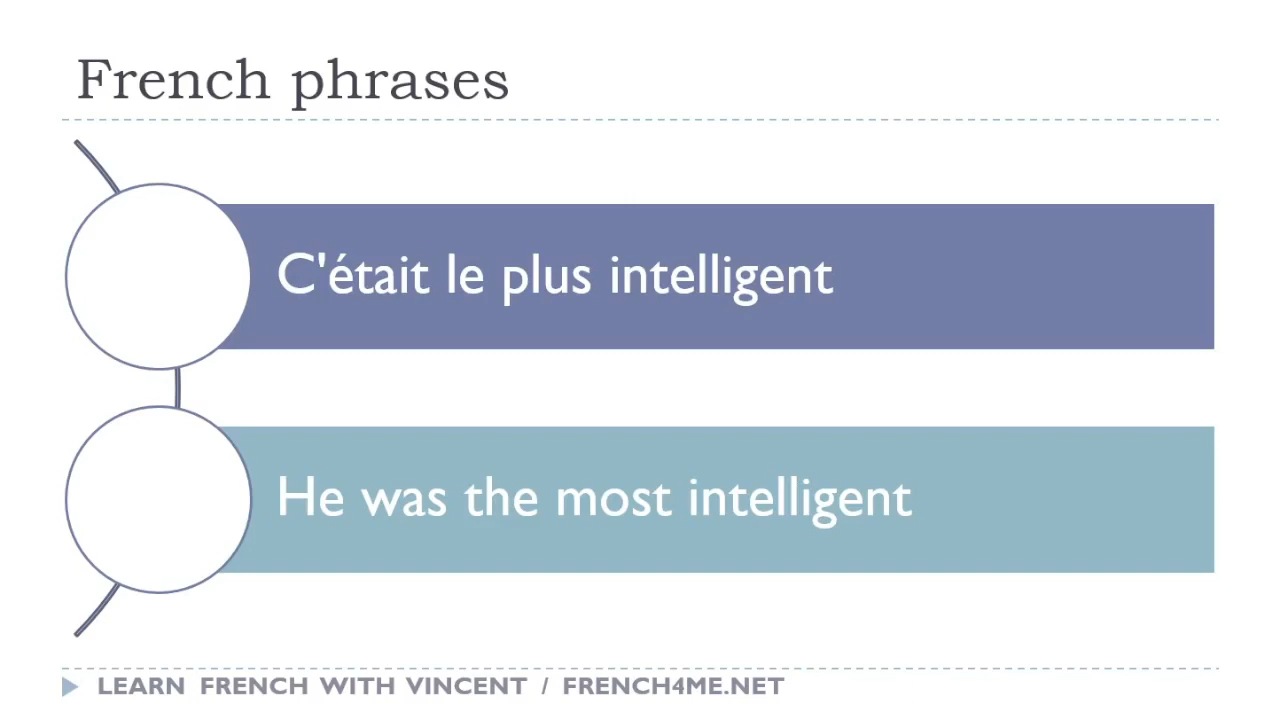 French phrases
C'était le plus intelligent
He was the most intelligent
LEARN FRENCH WITH VINCENT / FRENCH4ME.NET